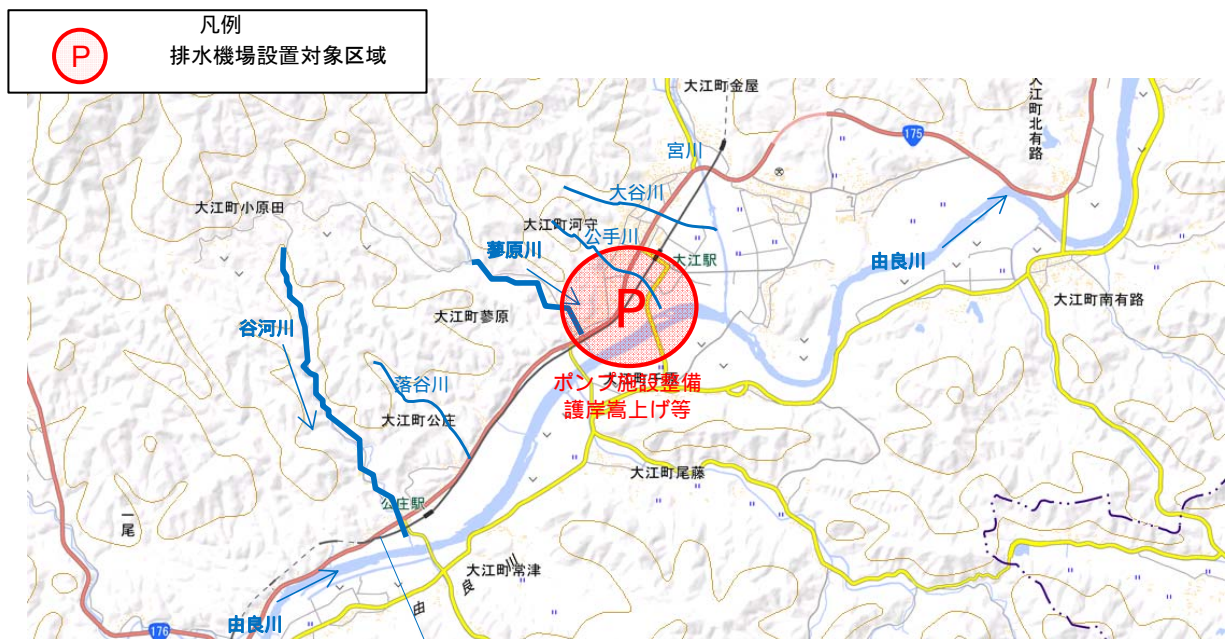 凡例
P
排水機場設置対象区域
大江町金屋
大江町北有路
175
宮川
大谷川
大江町小原田
大江町河守
公手川
蓼原川
大江駅
由良川
P
大江町南有路
大江町蓼原
谷河川
ポンプ施設整備
護岸嵩上げ等
落谷川
大江町公庄
大江町尾藤
公庄駅
一尾
大江町常津
由良川
由良川
176